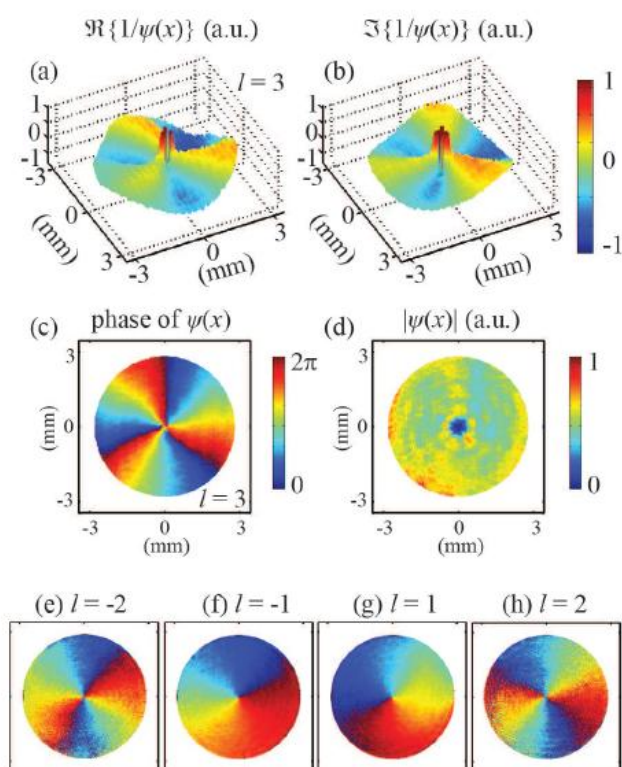 ℜ{1/ψ(x)} (a.u.)
ℑ{1/ψ(x)} (a.u.)
(a)
l = 3
(b)
1
0
-1
-3
0
(mm)
3
-3
0
(mm)
3
1
0
-1
-3
0
(mm)
3
-3
0
(mm)
3
1
0
-1
(c)
phase of ψ(x)
(d)
|ψ(x)| (a.u.)
3
0
-3
(mm)
-3
0
3
(mm)
l = 3
2π
0
3
0
-3
(mm)
-3
0
3
(mm)
1
0
(e) l = -2
(f) l = -1
(g) l = 1
(h) l = 2